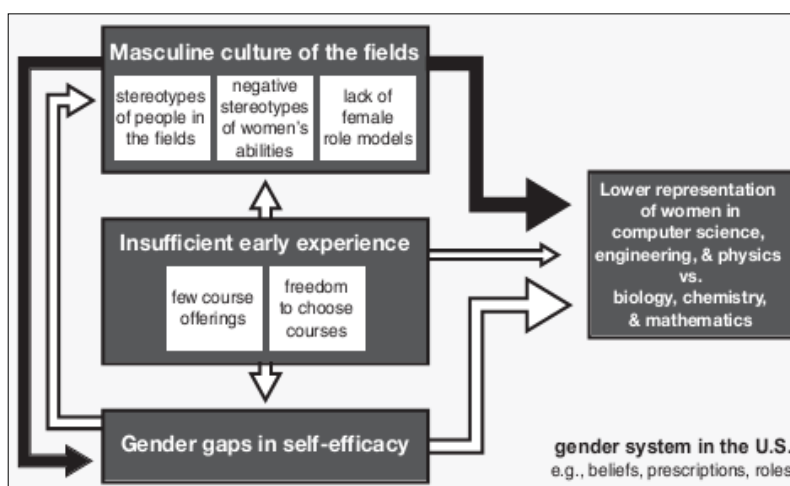 Masculine culture of the fields
stereotypes
of people in
the fields
negative
stereotypes
of women's
abilities
lack of
female
role models
Insufficient early experience
few course
offerings
freedom
to choose
courses
Gender gaps in self-efficacy
Lower representation
of women in
computer science,
engineering, & physics
vs.
biology, chemistry,
& mathematics
gender system in the U.S.
e.g., beliefs, prescriptions, roles